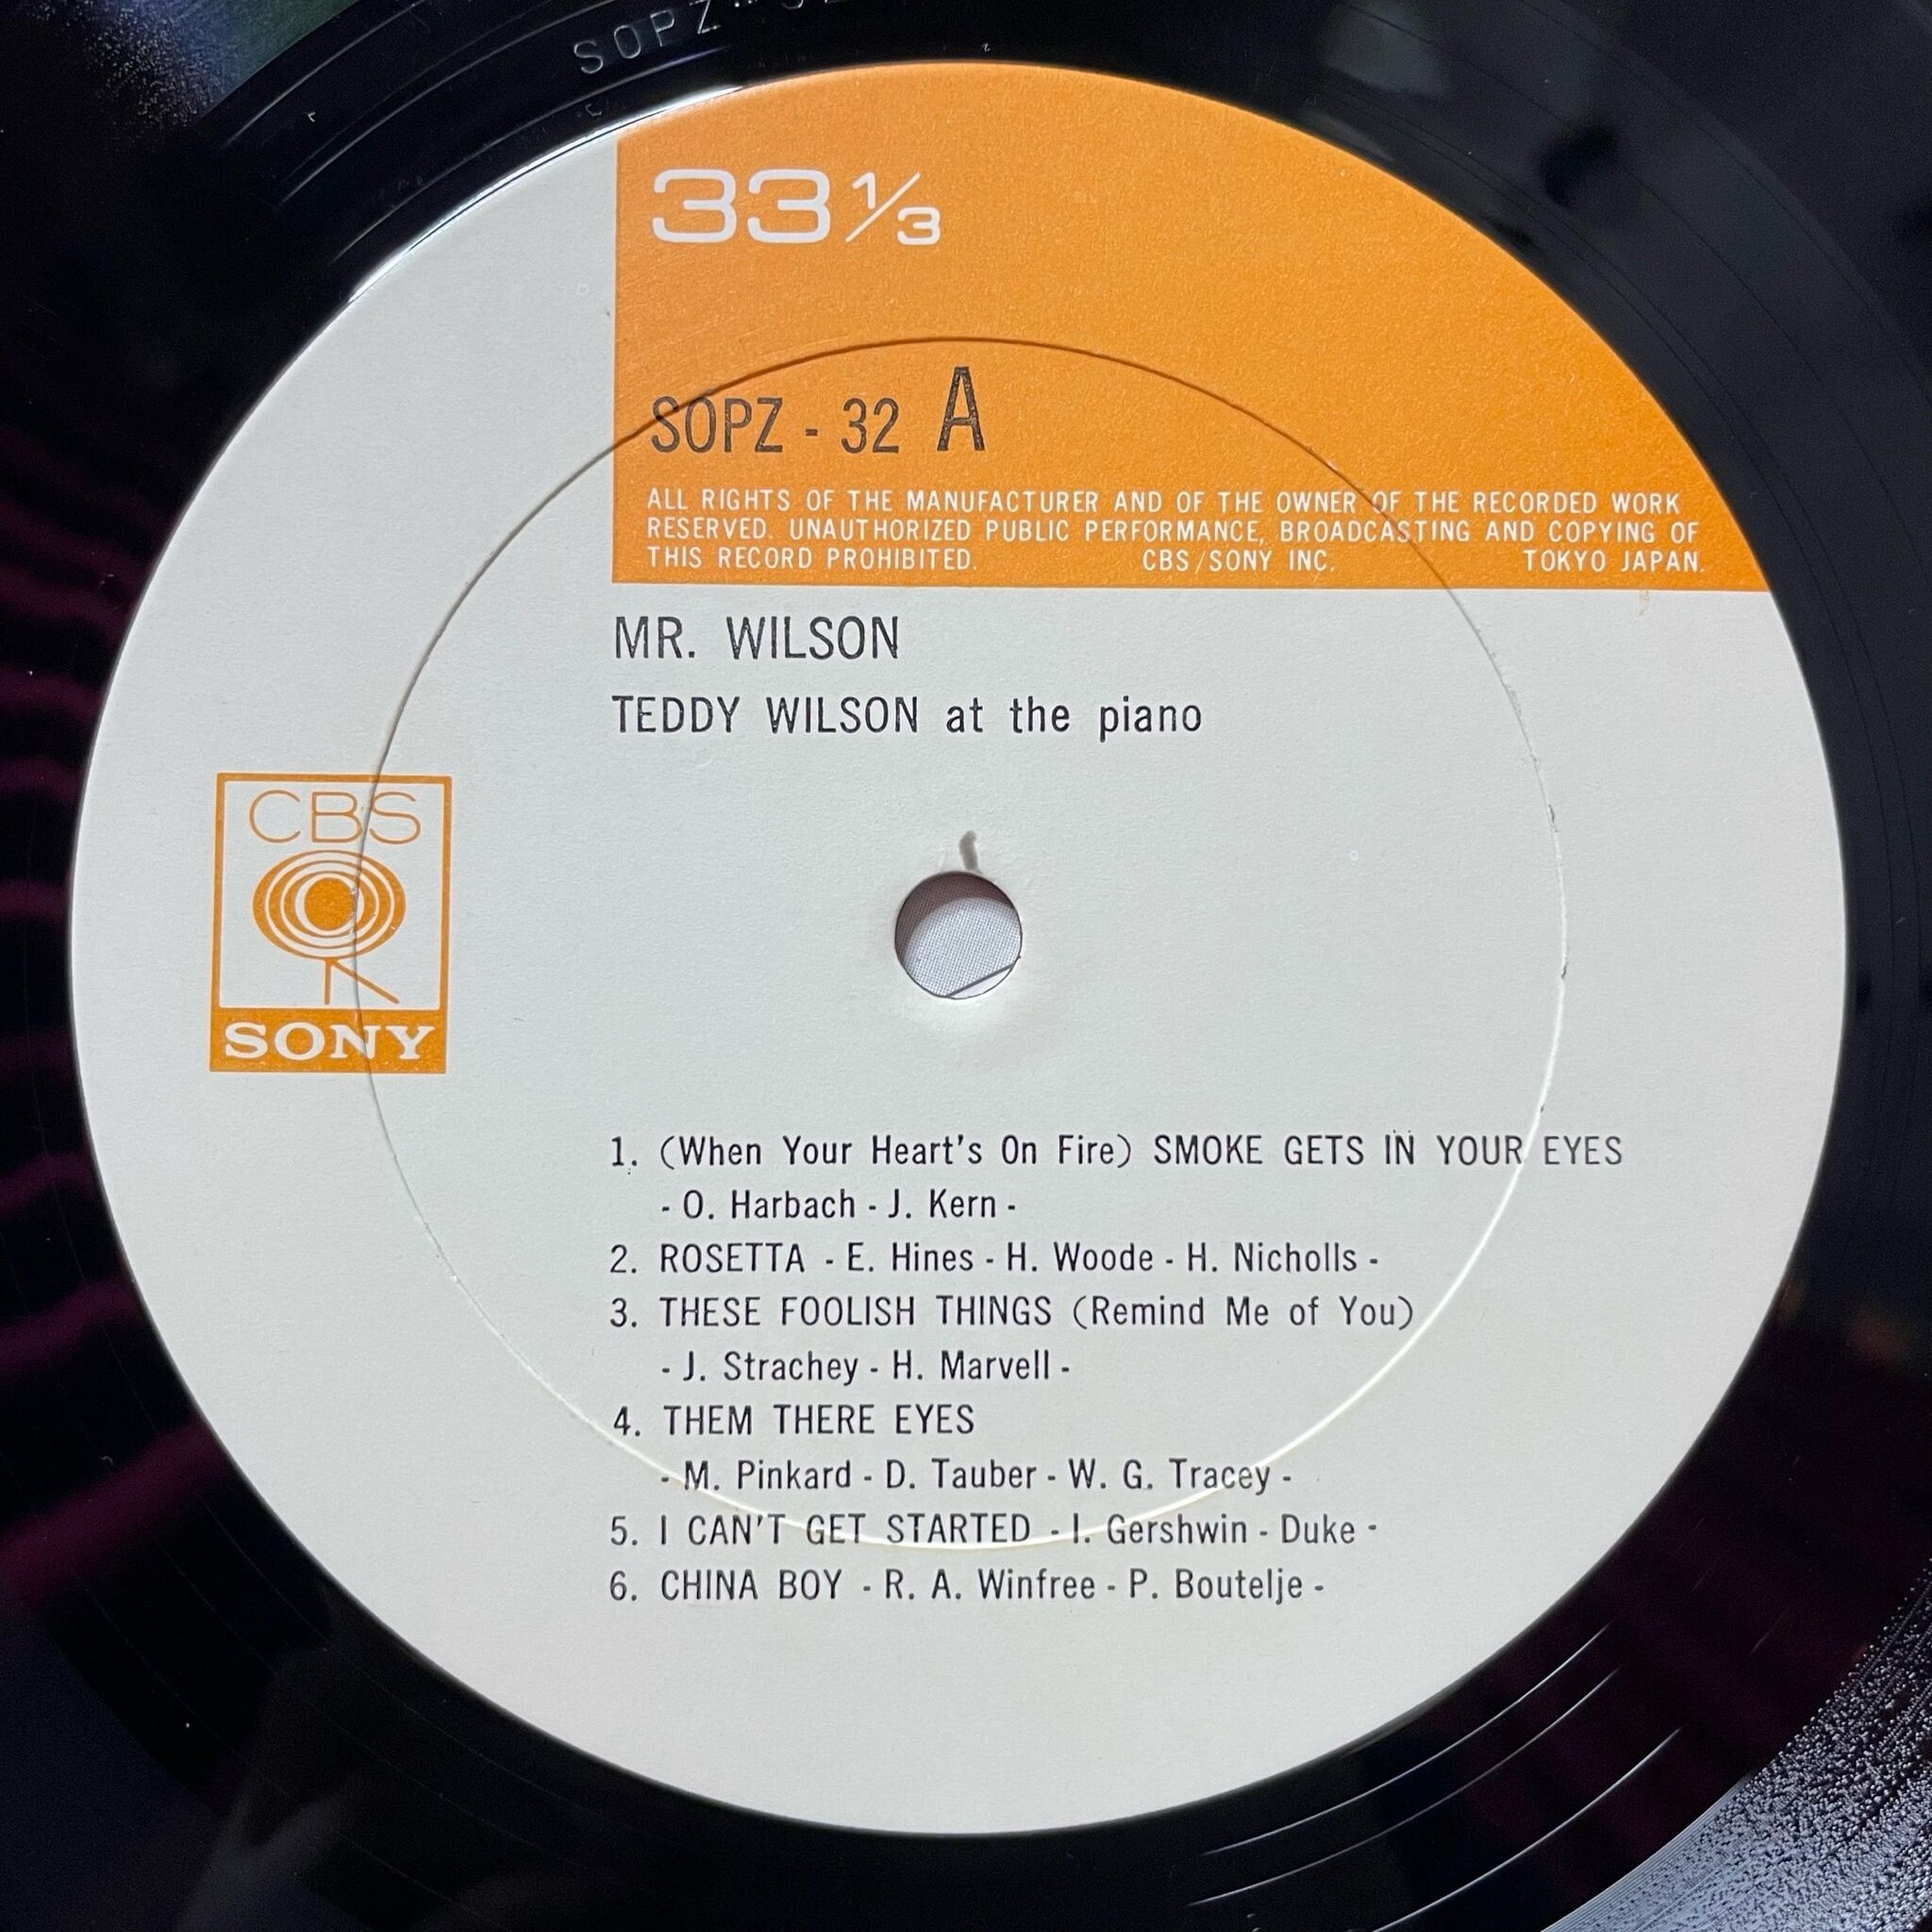 SOPZ
33 1/3
SOPZ - 32 A
ALL RIGHTS OF THE MANUFACTURER AND OF THE OWNER OF THE RECORDED WORK
RESERVED. UNAUTHORIZED PUBLIC PERFORMANCE, BROADCASTING AND COPYING OF
THIS RECORD PROHIBITED. CBS/SONY INC. TOKYO JAPAN.
MR. WILSON
TEDDY WILSON at the piano
CBS
SONY
1. (When Your Heart's On Fire) SMOKE GETS IN YOUR EYES
- O. Harbach - J. Kern -
2. ROSETTA - E. Hines - H. Woode - H. Nicholls -
3. THESE FOOLISH THINGS (Remind Me of You)
- J. Strachey - H. Marvell -
4. THEM THERE EYES
- M. Pinkard - D. Tauber - W. G. Tracey -
5. I CAN'T GET STARTED - I. Gershwin - Duke -
6. CHINA BOY - R. A. Winfree - P. Boutelje -